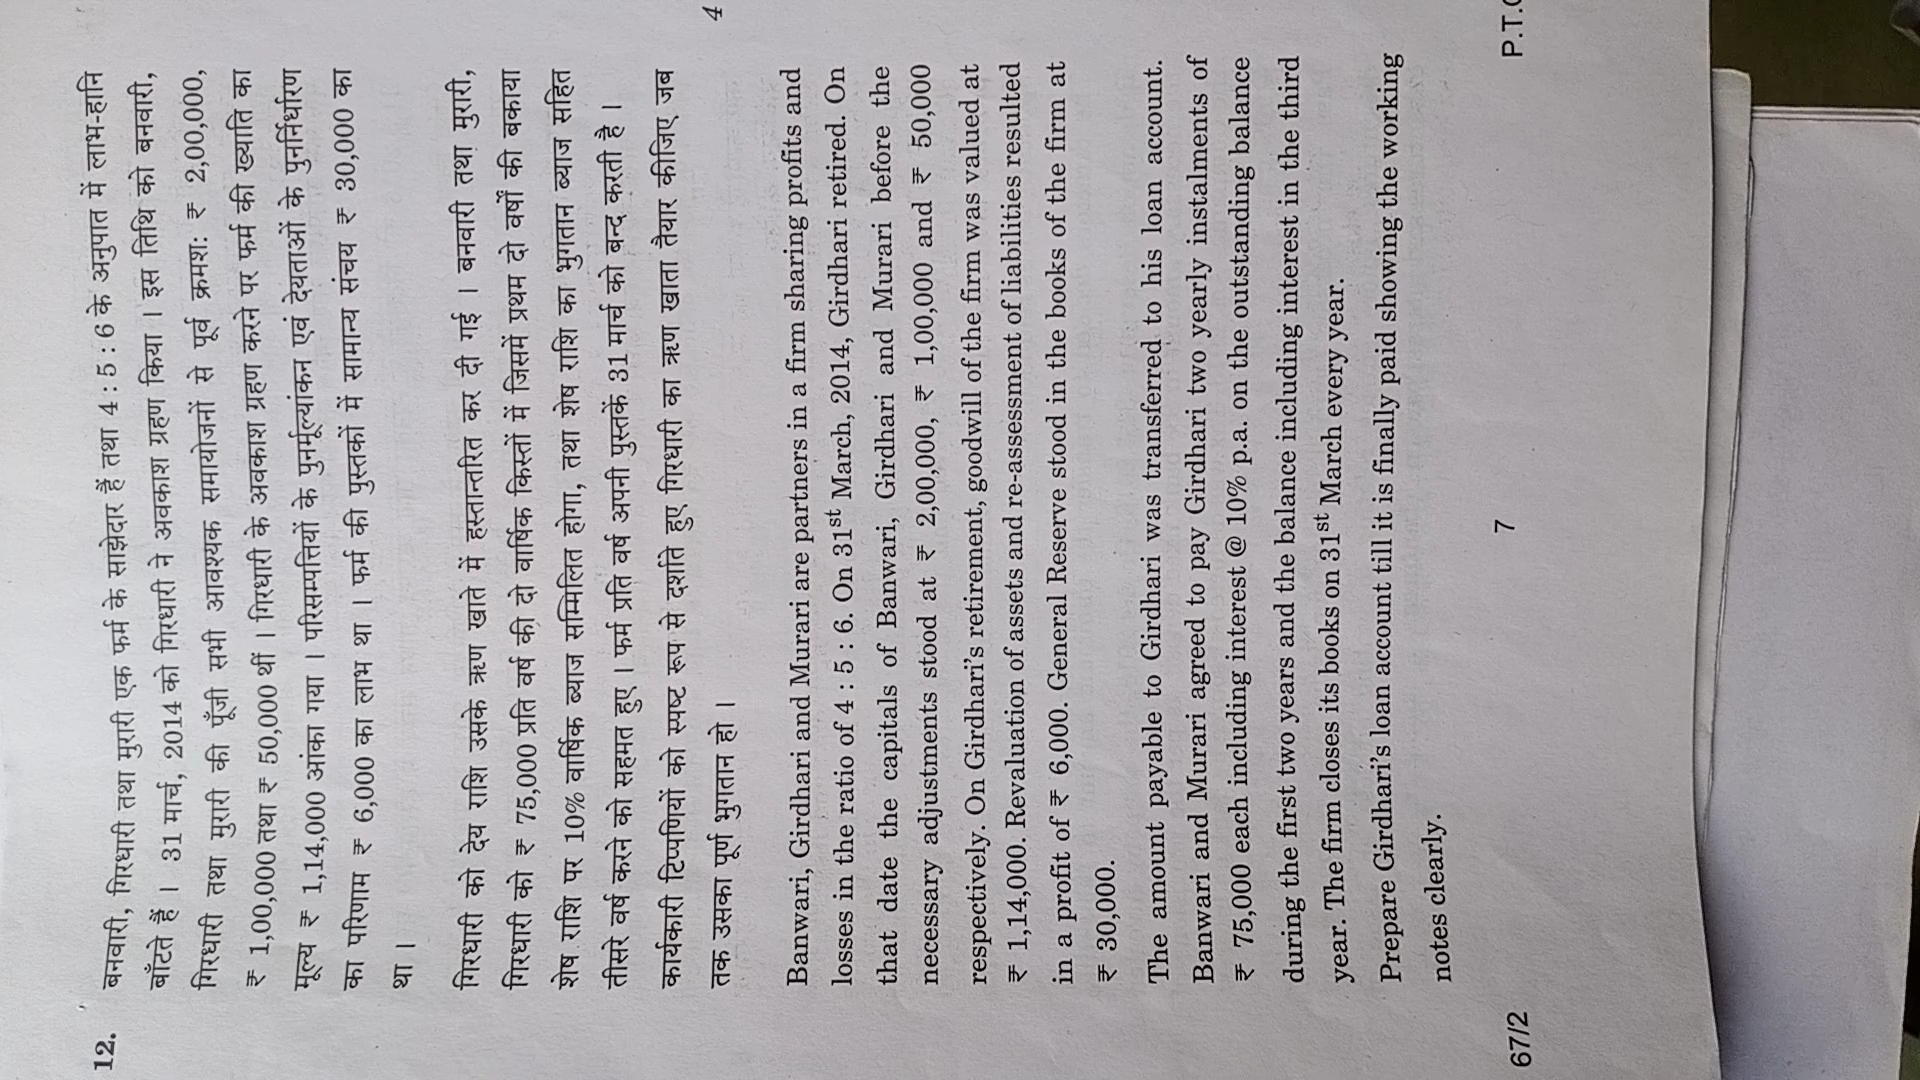 12. बनवारी, गिरधारी तथा मुरारी एक फर्म के साझेदार हैं तथा 4 : 5 : 6 के अनुपात में लाभ-हानि
बाँटते हैं । 31 मार्च, 2014 को गिरधारी ने अवकाश ग्रहण किया । इस तिथि को बनवारी,
गिरधारी तथा मुरारी की पूँजी सभी आवश्यक समायोजनों से पूर्व क्रमश: ₹ 2,00,000,
₹ 1,00,000 तथा ₹ 50,000 थीं । गिरधारी के अवकाश ग्रहण करने पर फर्म की ख्याति का
मूल्य ₹ 1,14,000 आंका गया । परिसम्पत्तियों के पुनर्मूल्यांकन एवं देयताओं के पुनर्निर्धारण
का परिणाम ₹ 6,000 का लाभ था । फर्म की पुस्तकों में सामान्य संचय ₹ 30,000 का
था ।
गिरधारी को देय राशि उसके ऋण खाते में हस्तान्तरित कर दी गई । बनवारी तथा मुरारी,
गिरधारी को ₹ 75,000 प्रति वर्ष की दो वार्षिक किस्तों में जिसमें प्रथम दो वर्षों की बकाया
शेष राशि पर 10% वार्षिक ब्याज सम्मिलित होगा, तथा शेष राशि का भुगतान ब्याज सहित
तीसरे वर्ष करने को सहमत हुए । फर्म प्रति वर्ष अपनी पुस्तकें 31 मार्च को बन्द करती है ।
कार्यकारी टिप्पणियों को स्पष्ट रूप से दर्शाते हुए गिरधारी का ऋण खाता तैयार कीजिए जब
तक उसका पूर्ण भुगतान हो ।
4
Banwari, Girdhari and Murari are partners in a firm sharing profits and
losses in the ratio of 4 : 5 : 6. On 31st March, 2014, Girdhari retired. On
that date the capitals of Banwari, Girdhari and Murari before the
necessary adjustments stood at ₹ 2,00,000, ₹ 1,00,000 and ₹ 50,000
respectively. On Girdhari's retirement, goodwill of the firm was valued at
₹ 1,14,000. Revaluation of assets and re-assessment of liabilities resulted
in a profit of ₹ 6,000. General Reserve stood in the books of the firm at
₹ 30,000.
The amount payable to Girdhari was transferred to his loan account.
Banwari and Murari agreed to pay Girdhari two yearly instalments of
₹ 75,000 each including interest @ 10% p.a. on the outstanding balance
during the first two years and the balance including interest in the third
year. The firm closes its books on 31st March every year.
Prepare Girdhari's loan account till it is finally paid showing the working
notes clearly.
67/2 7 P.T.